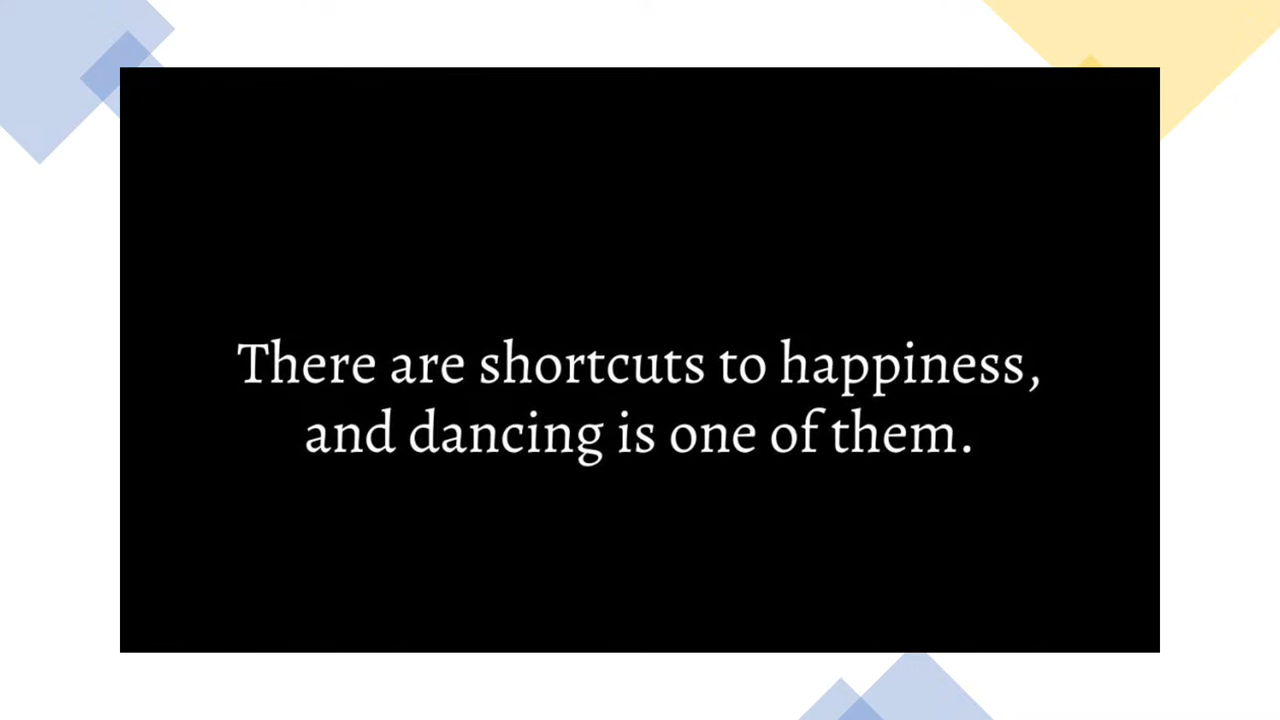 There are shortcuts to happiness,
and dancing is one of them.